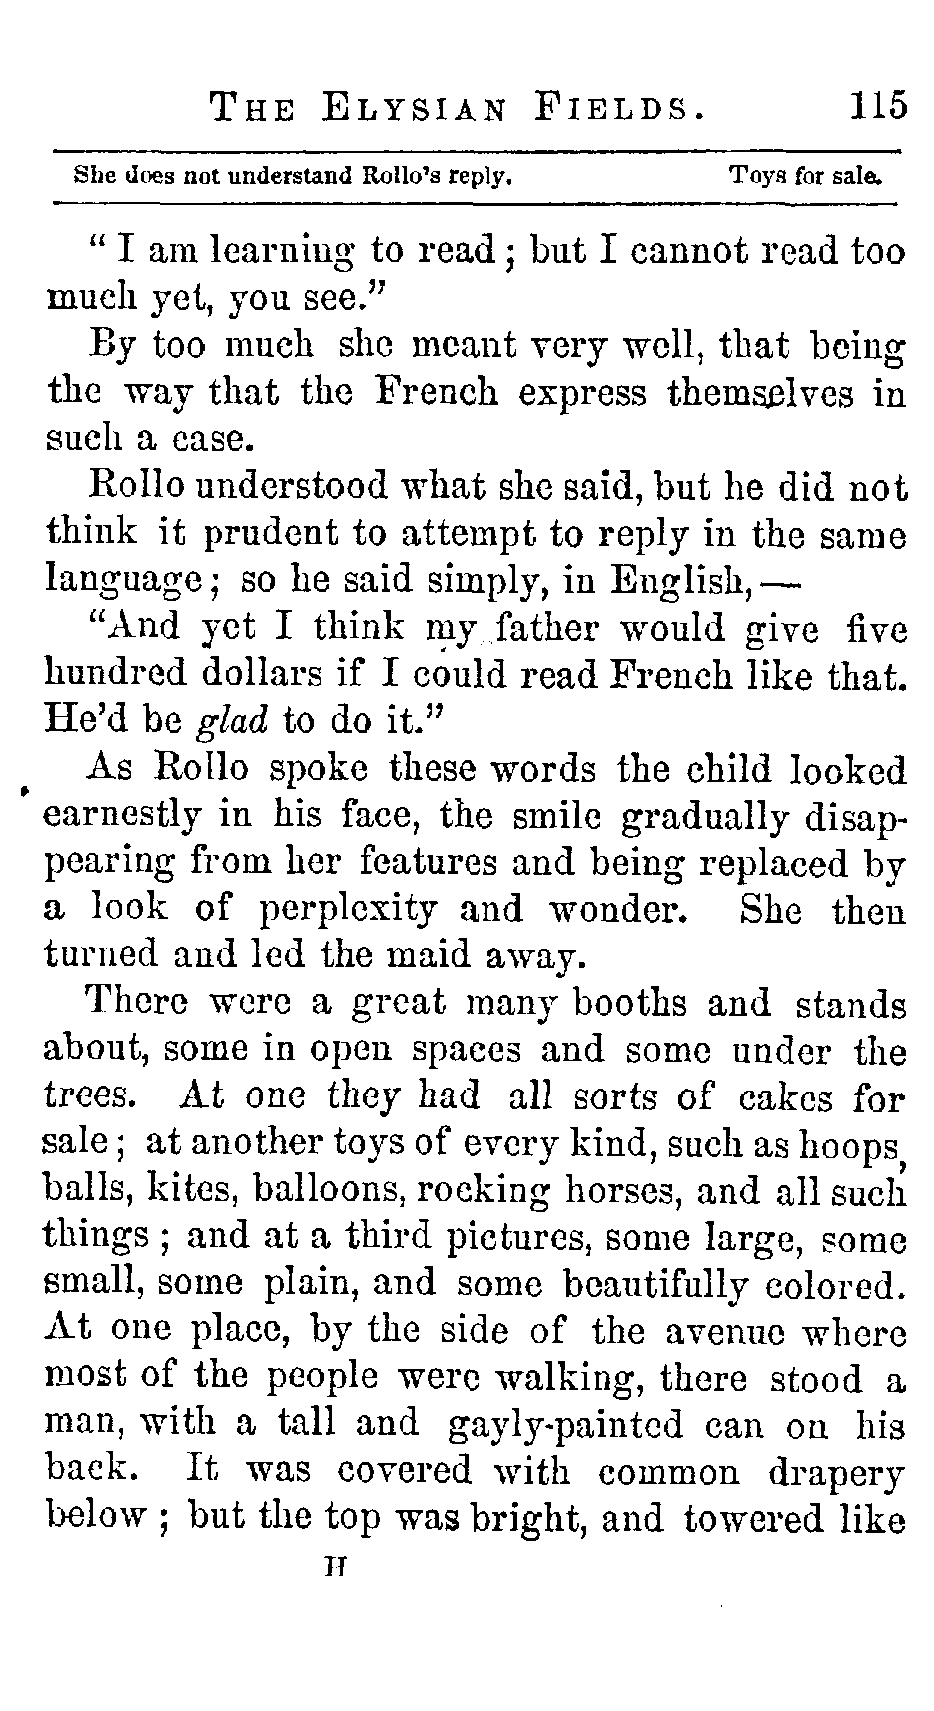 THE ELYSIAN FIELDS. 115
She does not understand Rollo's reply. Toys for sale.
" I am learning to read ; but I cannot read too
much yet, you see."
By too much she meant very well, that being
the way that the French express themselves in
such a case.
Rollo understood what she said, but he did not
think it prudent to attempt to reply in the same
language ; so he said simply, in English, —
"And yet I think my father would give five
hundred dollars if I could read French like that.
He'd be glad to do it."
As Rollo spoke these words the child looked
earnestly in his face, the smile gradually disap-
pearing from her features and being replaced by
a look of perplexity and wonder. She then
turned and led the maid away.
There were a great many booths and stands
about, some in open spaces and some under the
trees. At one they had all sorts of cakes for
sale ; at another toys of every kind, such as hoops,
balls, kites, balloons, rocking horses, and all such
things ; and at a third pictures, some large, some
small, some plain, and some beautifully colored.
At one place, by the side of the avenue where
most of the people were walking, there stood a
man, with a tall and gayly-painted can on his
back. It was covered with common drapery
below ; but the top was bright, and towered like
H